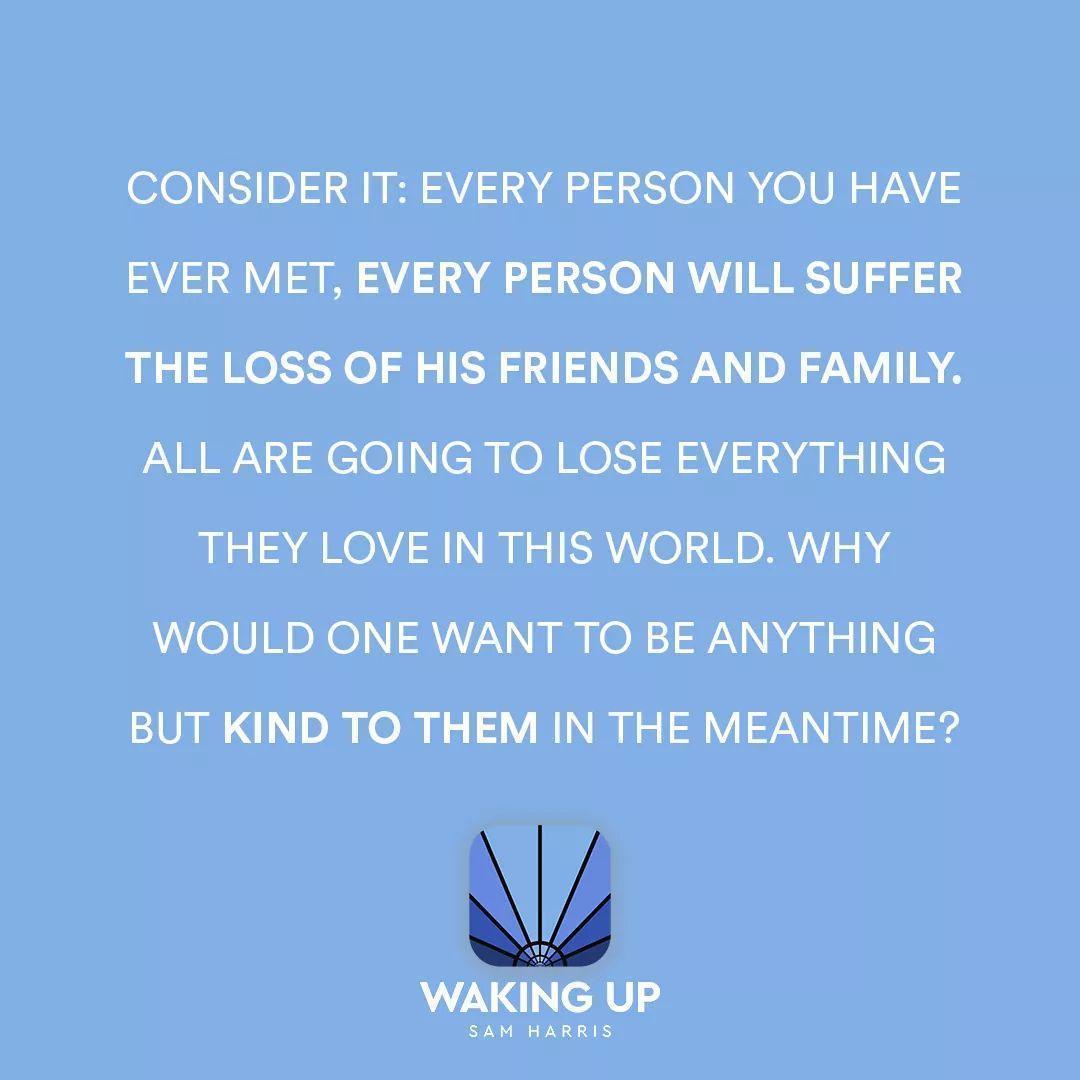 CONSIDER IT: EVERY PERSON YOU HAVE
EVER MET, EVERY PERSON WILL SUFFER
THE LOSS OF HIS FRIENDS AND FAMILY.
ALL ARE GOING TO LOSE EVERYTHING
THEY LOVE IN THIS WORLD. WHY
WOULD ONE WANT TO BE ANYTHING
BUT KIND TO THEM IN THE MEANTIME?
WAKING UP
SAM HARRIS